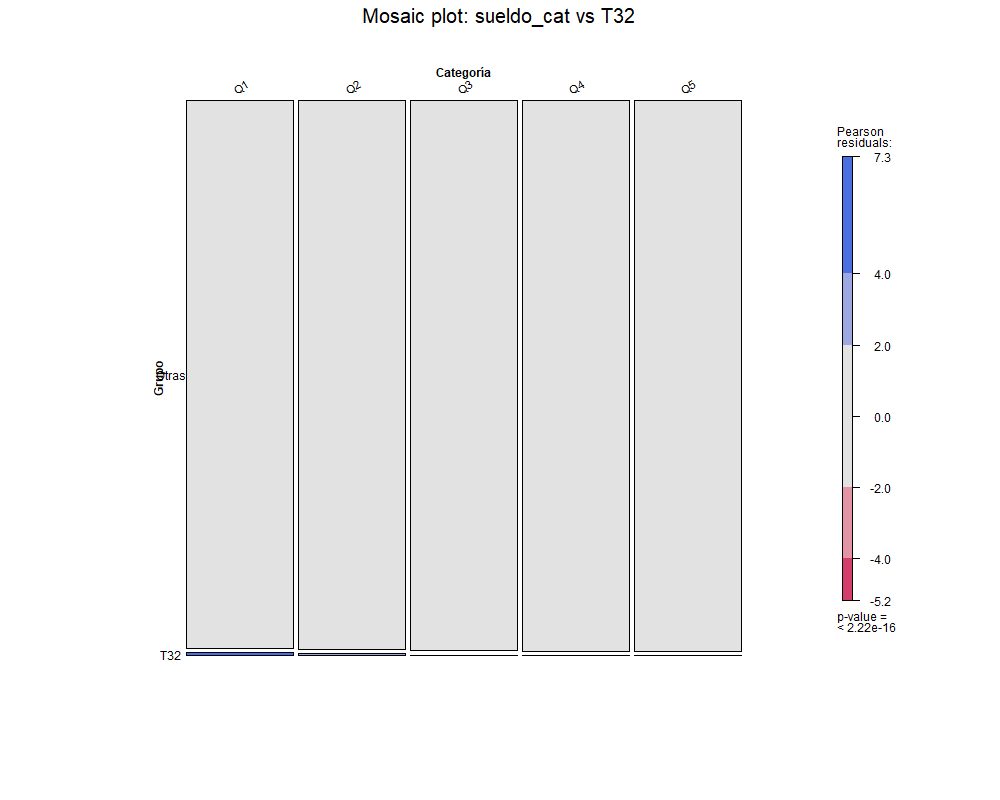 Mosaic plot: sueldo_cat vs T32
Categoría
Q1 Q2 Q3 Q4 Q5
Pearson
residuals:
7.3
4.0
2.0
0.0
-2.0
-4.0
-5.2
p-value =
< 2.22e-16
Grupo
Otras
T32